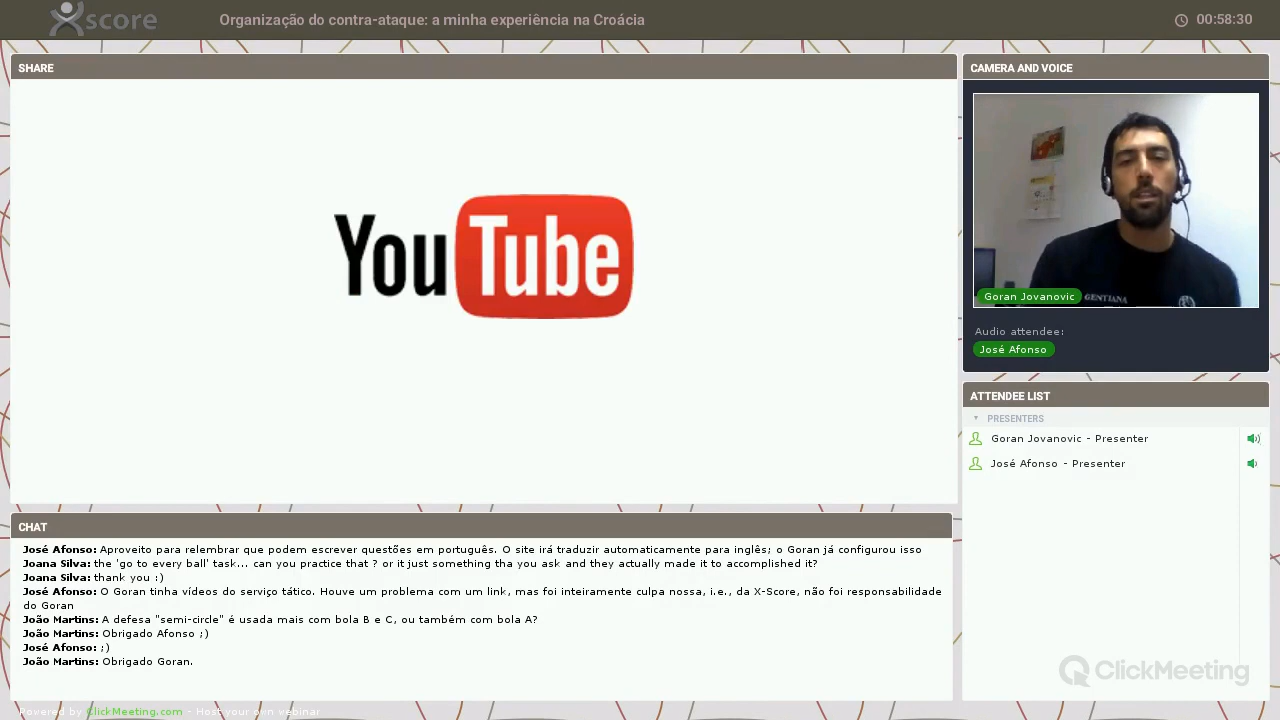 score
Organização do contra-ataque: a minha experiência na Croácia
00:58:30
SHARE
YouTube
CAMERA AND VOICE
GENTIANA
Goran Jovanovic
Audio attendee:
José Afonso
ATTENDEE LIST
PRESENTERS
Goran Jovanovic - Presenter
José Afonso - Presenter
CHAT
José Afonso: Aproveito para relembrar que podem escrever questões em português. O site irá traduzir automaticamente para inglês; o Goran já configurou isso
Joana Silva: the 'go to every ball' task... can you practice that ? or it just something tha you ask and they actually made it to accomplished it?
Joana Silva: thank you :)
José Afonso: O Goran tinha vídeos do serviço tático. Houve um problema com um link, mas foi inteiramente culpa nossa, i.e., da X-Score, não foi responsabilidade
do Goran
João Martins: A defesa "semi-circle" é usada mais com bola B e C, ou também com bola A?
João Martins: Obrigado Afonso ;)
José Afonso: ;)
João Martins: Obrigado Goran.
ClickMeeting
Powered by ClickMeeting.com - Host your own webinar